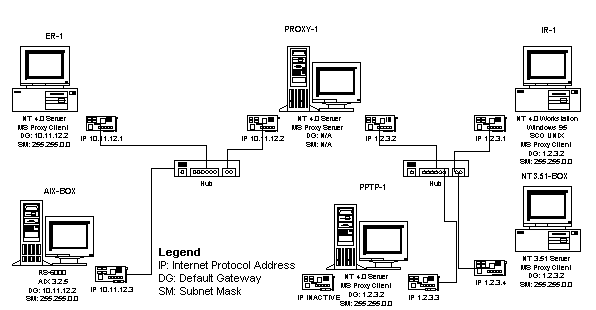 ER-1
PROXY-1
IR-1
NT 4.0 Server
MS Proxy Client
DG: 10.11.12.2
SM: 255.255.0.0
IP 10.11.12.1
IP 10.11.12.2
NT 4.0 Server
MS Proxy Server
DG: N/A
SM: N/A
IP 1.2.3.2
IP 1.2.3.1
NT 4.0 Workstation
Windows 95
SCO UNIX
MS Proxy Client
DG: 1.2.3.2
SM: 255.255.0.0
Hub
Hub
AIX-BOX
PPTP-1
NT3.51-BOX
RS-6000
AIX 3.2.5
DG: 10.11.12.2
SM: 255.255.0.0
IP 10.11.12.3
Legend
IP: Internet Protocol Address
DG: Default Gateway
SM: Subnet Mask
IP INACTIVE
NT 4.0 Server
MS Proxy Client
DG: 1.2.3.2
SM: 255.255.0.0
IP 1.2.3.3
IP 1.2.3.4
NT 3.51 Server
MS Proxy Client
DG: 1.2.3.2
SM: 255.255.0.0